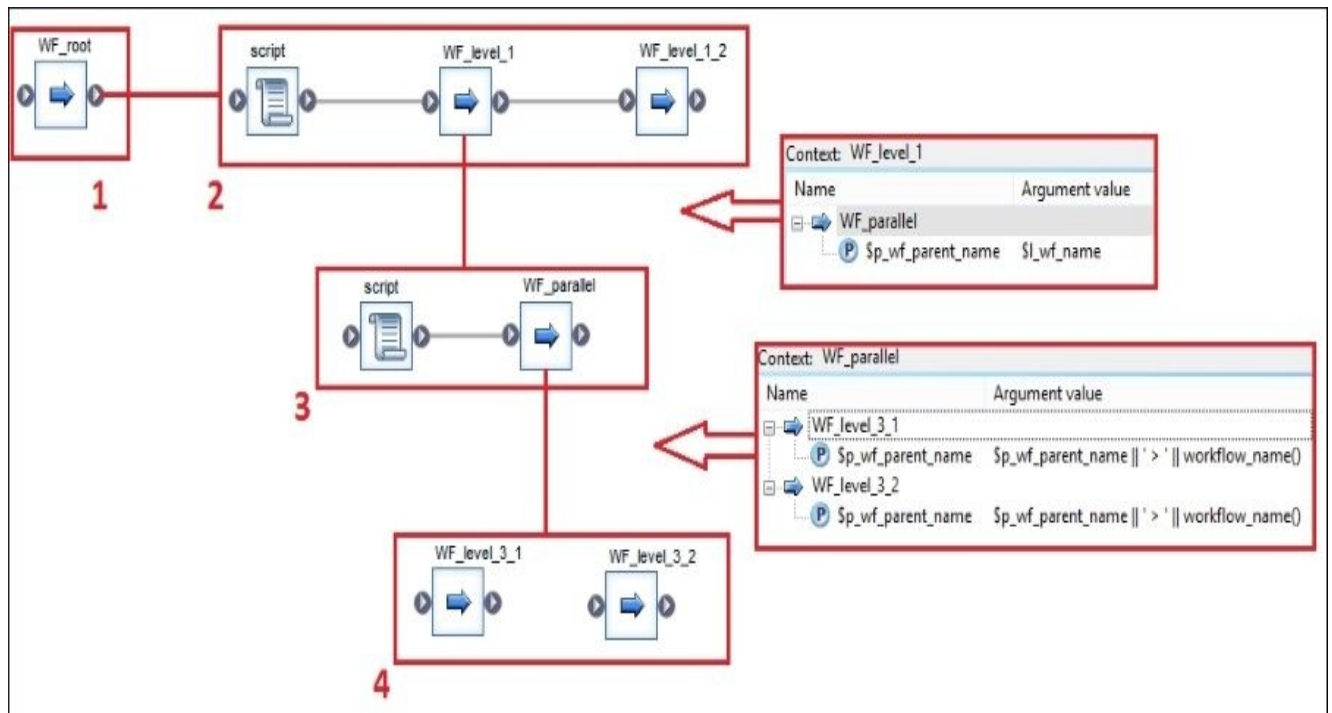 WF_root
script
WF_level_1
WF_level_1_2
1
2
Context: WF_level_1
Name Argument value
WF_parallel
P $p_wf_parent_name $l_wf_name
script
WF_parallel
3
Context: WF_parallel
Name Argument value
WF_level_3_1
P $p_wf_parent_name $p_wf_parent_name || ' > ' || workflow_name()
WF_level_3_2
P $p_wf_parent_name $p_wf_parent_name || ' > ' || workflow_name()
WF_level_3_1
WF_level_3_2
4